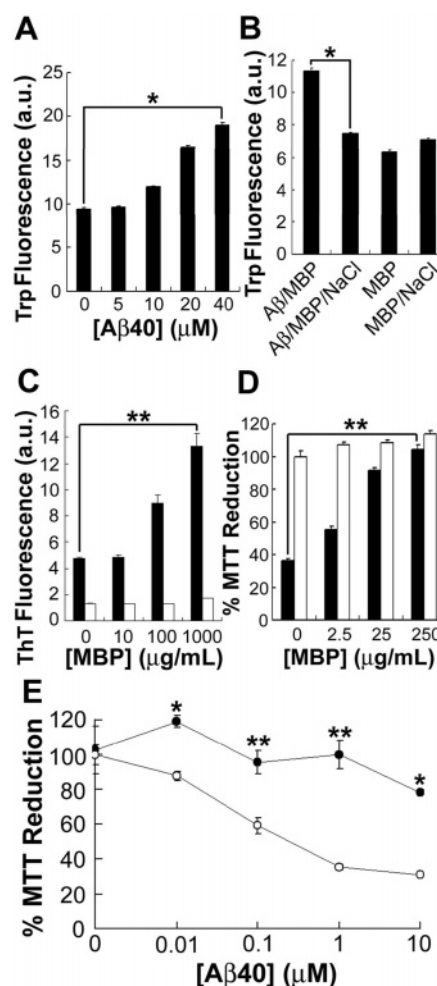 A
Trp Fluorescence (a.u.)
25
20
15
10
5
0
*
0 5 10 20 40
[Aβ40] (μM)
B
Trp Fluorescence (a.u.)
12
10
8
6
4
2
0
*
Aβ/MBP
Aβ/MBP/NaCl
MBP
MBP/NaCl
C
ThT Fluorescence (a.u.)
16
14
12
10
8
6
4
2
0
**
0 10 100 1000
[MBP] (μg/mL)
D
% MTT Reduction
120
100
80
60
40
20
0
**
0 2.5 25 250
[MBP] (μg/mL)
E
% MTT Reduction
120
100
80
60
40
20
0
* ** ** *
0 0.01 0.1 1 10
[Aβ40] (μM)